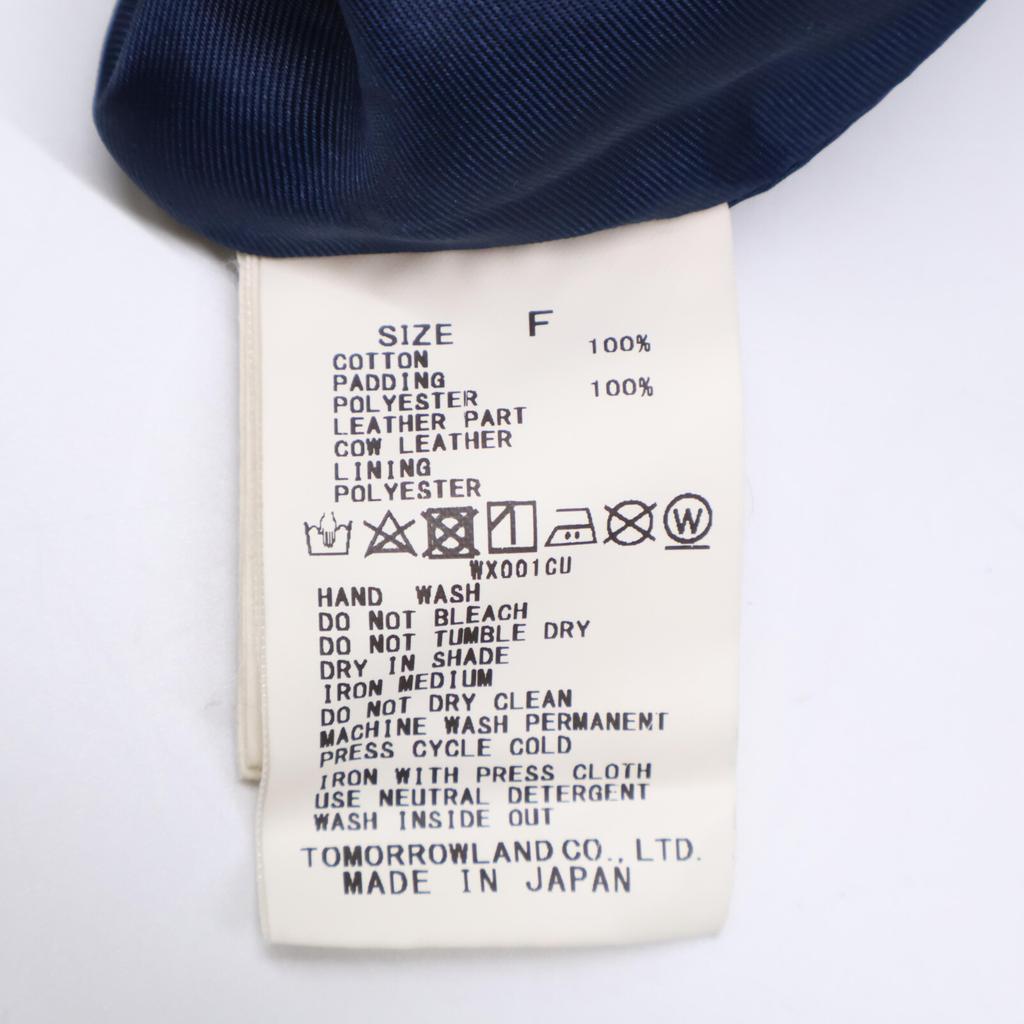 SIZE F
COTTON 100%
PADDING
POLYESTER 100%
LEATHER PART
COW LEATHER
LINING
POLYESTER
W
WX001CU
HAND WASH
DO NOT BLEACH
DO NOT TUMBLE DRY
DRY IN SHADE
IRON MEDIUM
DO NOT DRY CLEAN
MACHINE WASH PERMANENT
PRESS CYCLE COLD
IRON WITH PRESS CLOTH
USE NEUTRAL DETERGENT
WASH INSIDE OUT
TOMORROWLAND CO., LTD.
MADE IN JAPAN